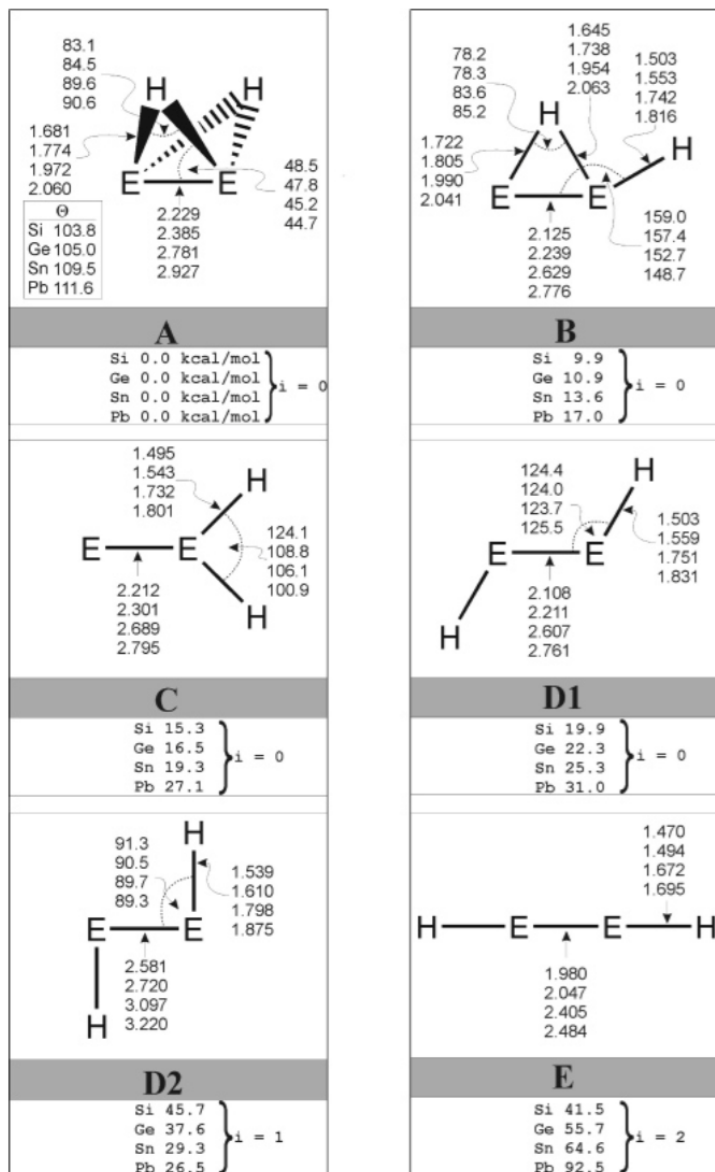 83.1
84.5
89.6
90.6
H H
1.681
1.774
1.972
2.060
E E
48.5
47.8
45.2
44.7
2.229
2.385
2.781
2.927
Θ
Si 103.8
Ge 105.0
Sn 109.5
Pb 111.6
A
Si 0.0 kcal/mol
Ge 0.0 kcal/mol
Sn 0.0 kcal/mol
Pb 0.0 kcal/mol
i = 0
78.2
78.3
83.6
85.2
1.645
1.738
1.954
2.063
1.503
1.553
1.742
1.816
H
H
1.722
1.805
1.990
2.041
E E
2.125
2.239
2.629
2.776
159.0
157.4
152.7
148.7
B
Si 9.9
Ge 10.9
Sn 13.6
Pb 17.0
i = 0
1.495
1.543
1.732
1.801
H
E E
124.1
108.8
106.1
100.9
2.212
2.301
2.689
2.795
H
C
Si 15.3
Ge 16.5
Sn 19.3
Pb 27.1
i = 0
124.4
124.0
123.7
125.5
H
1.503
1.559
1.751
1.831
E E
2.108
2.211
2.607
2.761
H
D1
Si 19.9
Ge 22.3
Sn 25.3
Pb 31.0
i = 0
H
91.3
90.5
89.7
89.3
1.539
1.610
1.798
1.875
E E
2.581
2.720
3.097
3.220
H
D2
Si 45.7
Ge 37.6
Sn 29.3
Pb 26.5
i = 1
1.470
1.494
1.672
1.695
H E E H
1.980
2.047
2.405
2.484
E
Si 41.5
Ge 55.7
Sn 64.6
Pb 92.5
i = 2